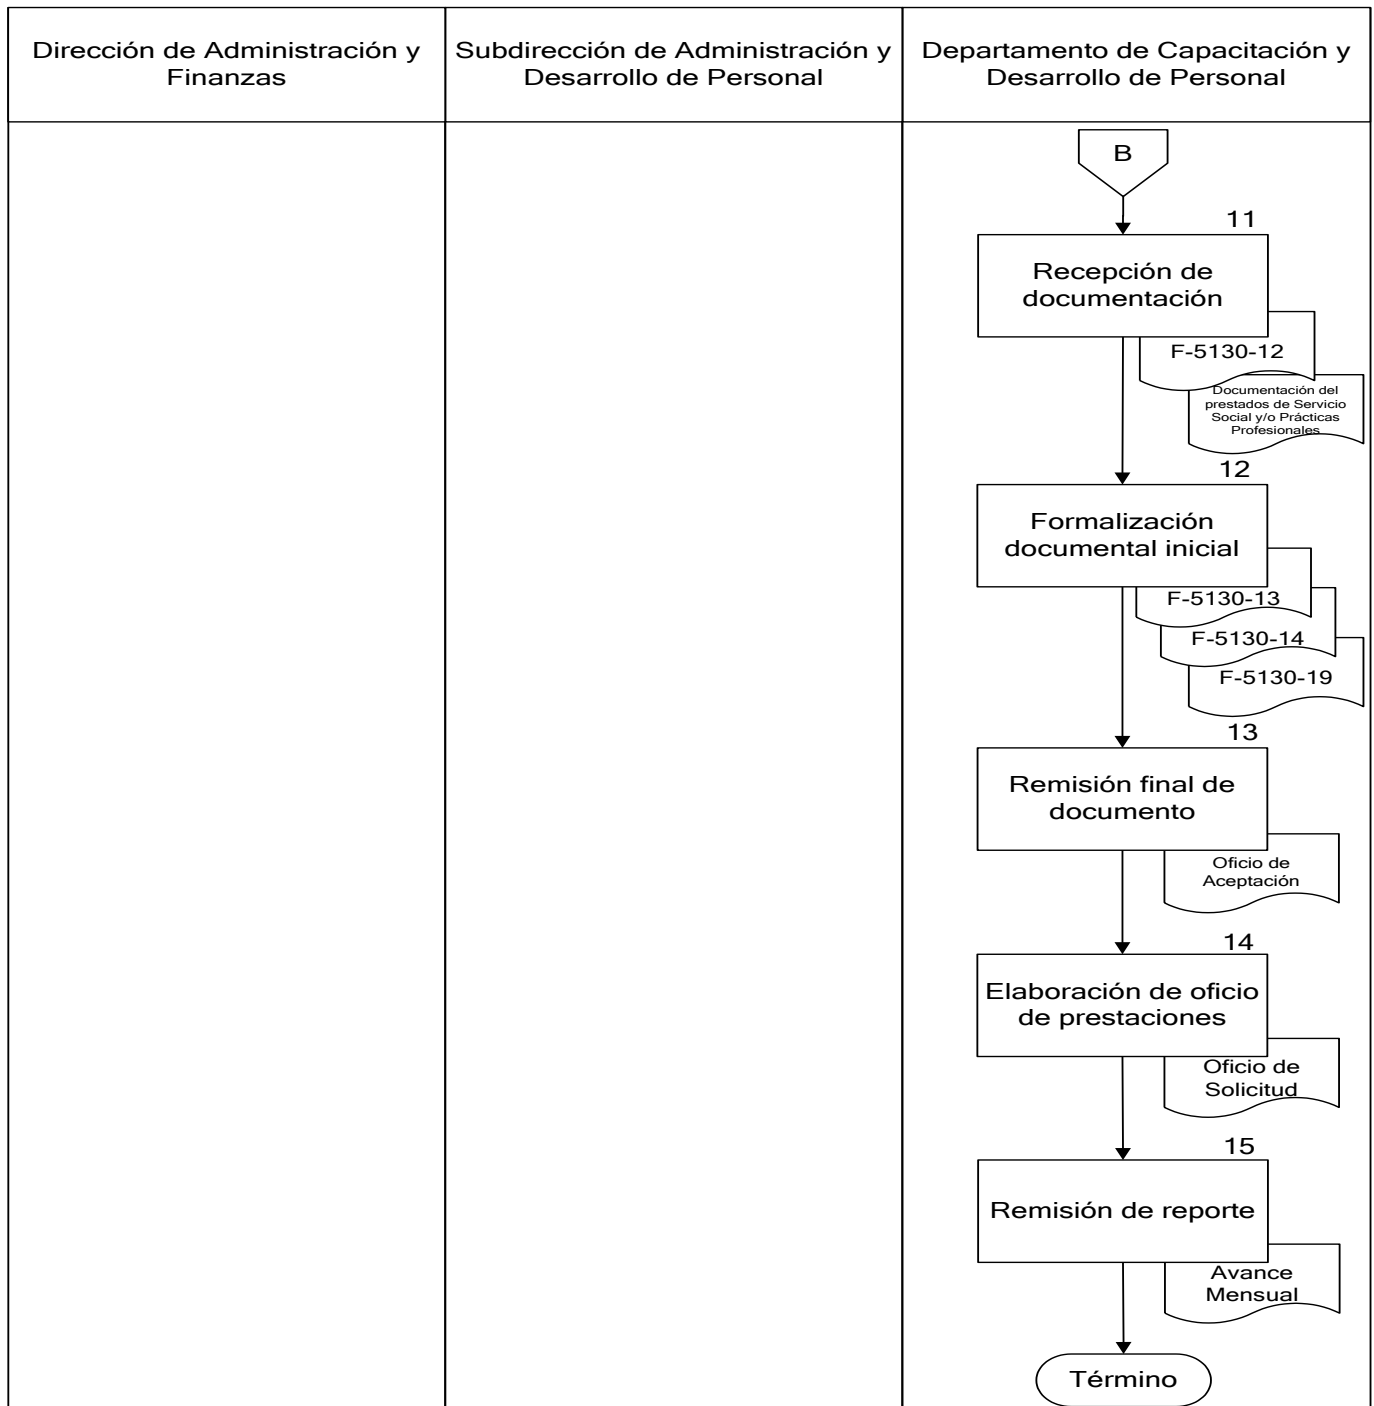 Dirección de Administración y
Finanzas
Subdirección de Administración y
Desarrollo de Personal
Departamento de Capacitación y
Desarrollo de Personal
B
11
Recepción de
documentación
F-5130-12
Documentación del
prestados de Servicio
Social y/o Prácticas
Profesionales
12
Formalización
documental inicial
F-5130-13
F-5130-14
F-5130-19
13
Remisión final de
documento
Oficio de
Aceptación
14
Elaboración de oficio
de prestaciones
Oficio de
Solicitud
15
Remisión de reporte
Avance
Mensual
Término